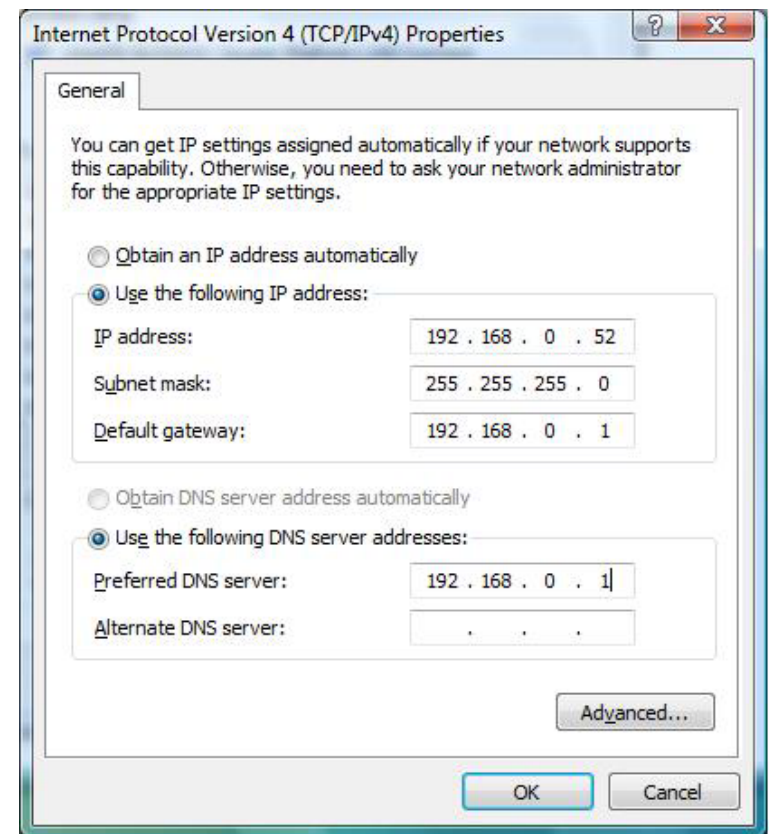 Internet Protocol Version 4 (TCP/IPv4) Properties
General
You can get IP settings assigned automatically if your network supports
this capability. Otherwise, you need to ask your network administrator
for the appropriate IP settings.
Obtain an IP address automatically
Use the following IP address:
IP address: 192 . 168 . 0 . 52
Subnet mask: 255 . 255 . 255 . 0
Default gateway: 192 . 168 . 0 . 1
Obtain DNS server address automatically
Use the following DNS server addresses:
Preferred DNS server: 192 . 168 . 0 . 1
Alternate DNS server: . . .
Advanced...
OK Cancel